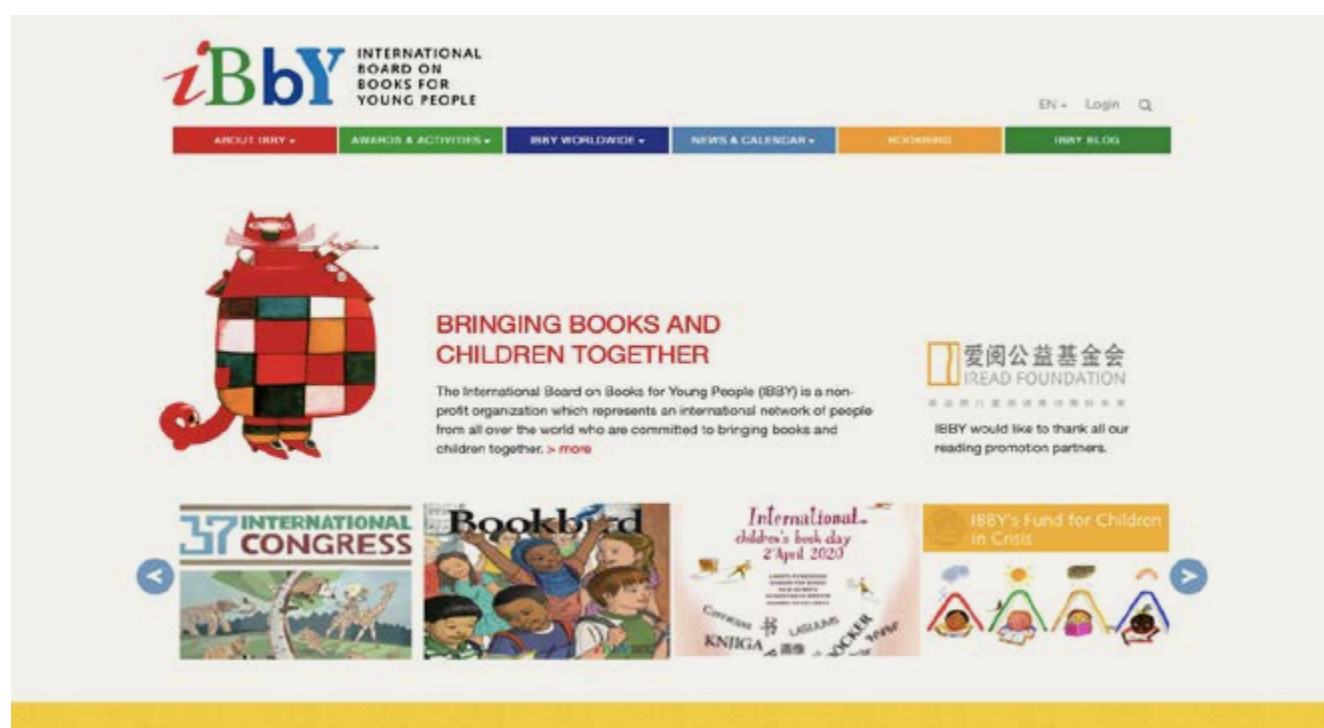 iBbY
INTERNATIONAL
BOARD ON
BOOKS FOR
YOUNG PEOPLE
EN Login
ABOUT IBBY AWARDS & ACTIVITIES IBBY WORLDWIDE NEWS & CALENDAR BOOKBIRD IBBY BLOG
BRINGING BOOKS AND
CHILDREN TOGETHER
The International Board on Books for Young People (IBBY) is a non-
profit organization which represents an international network of people
from all over the world who are committed to bringing books and
children together. > more
爱阅公益基金会
IREAD FOUNDATION
IBBY would like to thank all our
reading promotion partners.
37 INTERNATIONAL
CONGRESS
Bookbird
International
children's book day
2 April 2020
KNJIGA
书
IBBY's Fund for Children
in Crisis